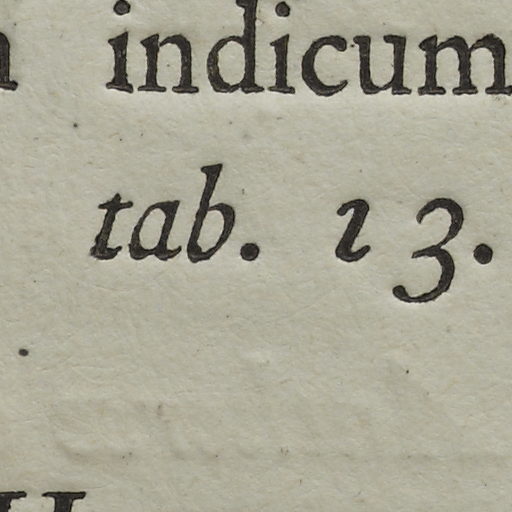 indicum
tab. 13.